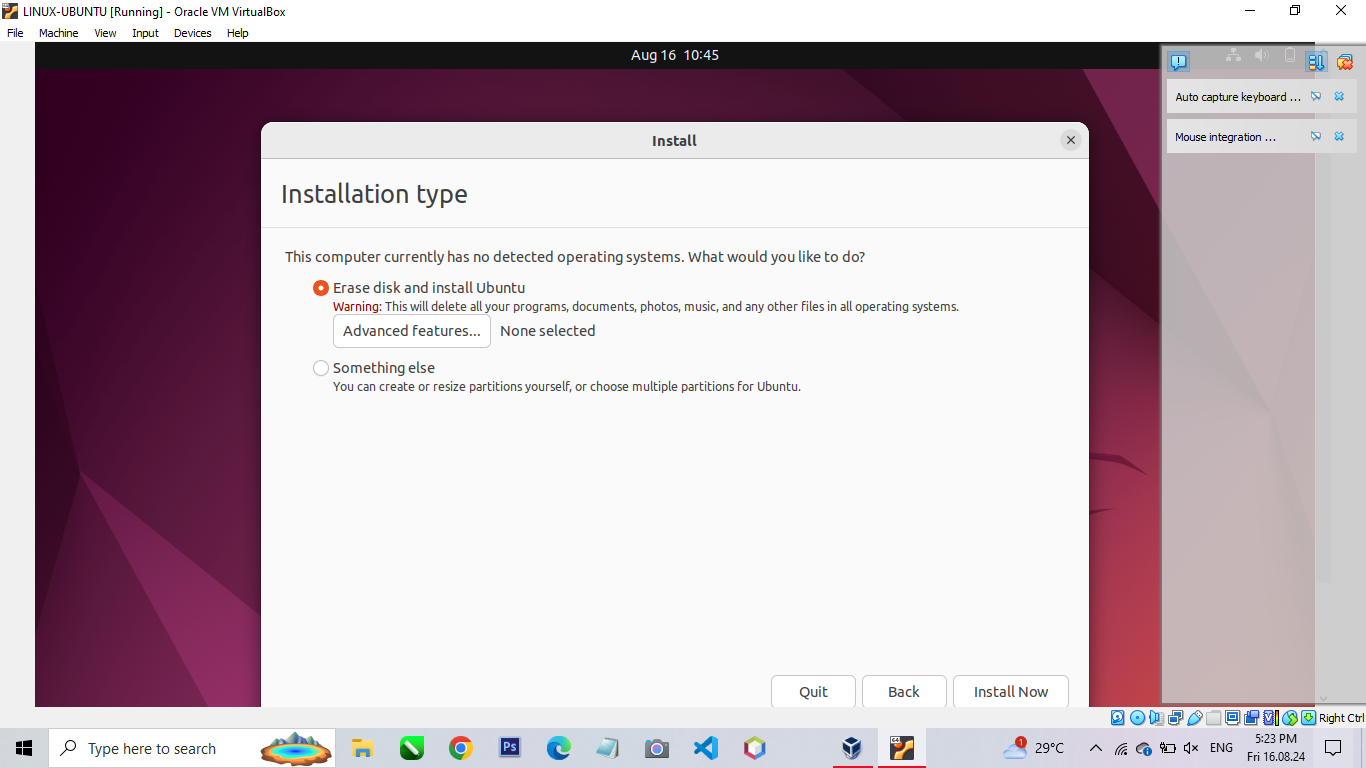 LINUX-UBUNTU [Running] - Oracle VM VirtualBox
File Machine View Input Devices Help
Aug 16 10:45
Auto capture keyboard ...
Mouse integration ...
Install
Installation type
This computer currently has no detected operating systems. What would you like to do?
Erase disk and install Ubuntu
Warning: This will delete all your programs, documents, photos, music, and any other files in all operating systems.
Advanced features... None selected
Something else
You can create or resize partitions yourself, or choose multiple partitions for Ubuntu.
Quit Back Install Now
Right Ctrl
Type here to search
Ps
64
1
29°C
ENG
5:23 PM
Fri 16.08.24